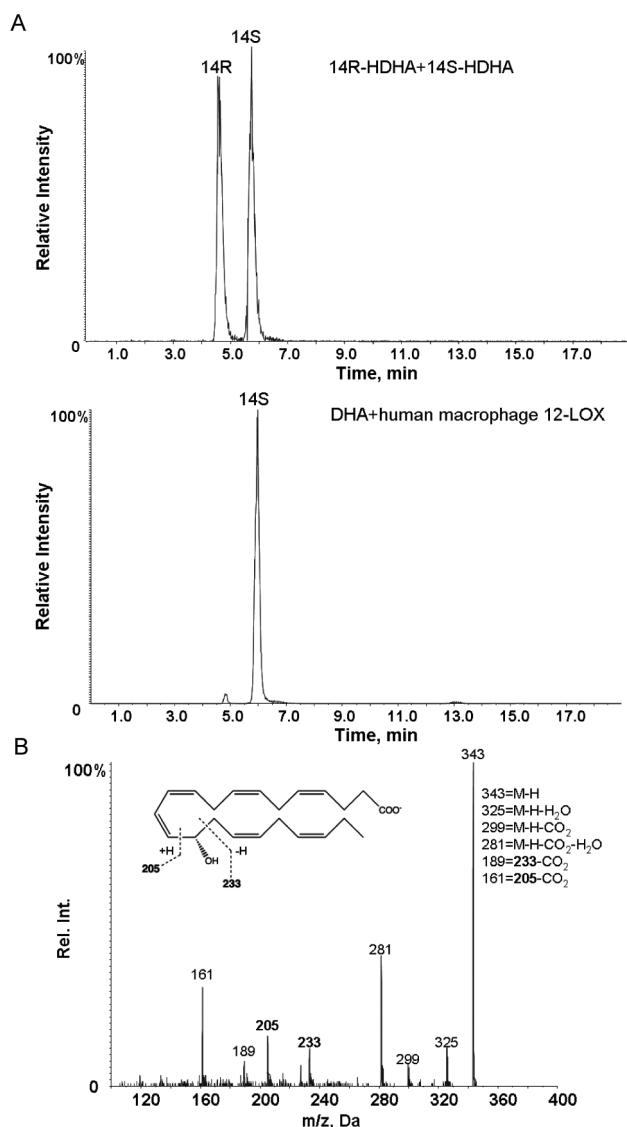 A
14R
14S
14R-HDHA+14S-HDHA
100%
Relative Intensity
0
1.0 3.0 5.0 7.0 9.0 11.0 13.0 15.0 17.0
Time, min
14S
DHA+human macrophage 12-LOX
100%
Relative Intensity
0
1.0 3.0 5.0 7.0 9.0 11.0 13.0 15.0 17.0
Time, min
B
100%
343
COO-
+H
-H
OH
205
233
343=M-H
325=M-H-H2O
299=M-H-CO2
281=M-H-CO2-H2O
189=233-CO2
161=205-CO2
Rel. Int.
161
189
205
233
281
299
325
0
120 160 200 240 280 320 360 400
m/z, Da